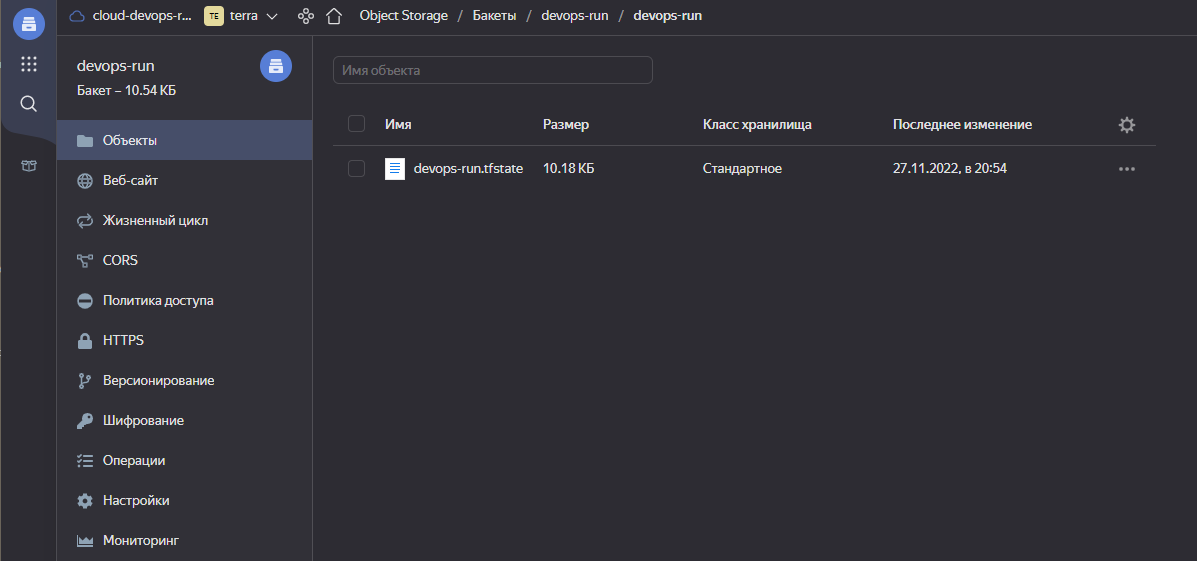 cloud-devops-r... TE terra Object Storage / Бакеты / devops-run / devops-run
devops-run
Бакет – 10.54 КБ
Объекты
Веб-сайт
Жизненный цикл
CORS
Политика доступа
HTTPS
Версионирование
Шифрование
Операции
Настройки
Мониторинг
Имя объекта
Имя Размер Класс хранилища Последнее изменение
devops-run.tfstate 10.18 КБ Стандартное 27.11.2022, в 20:54